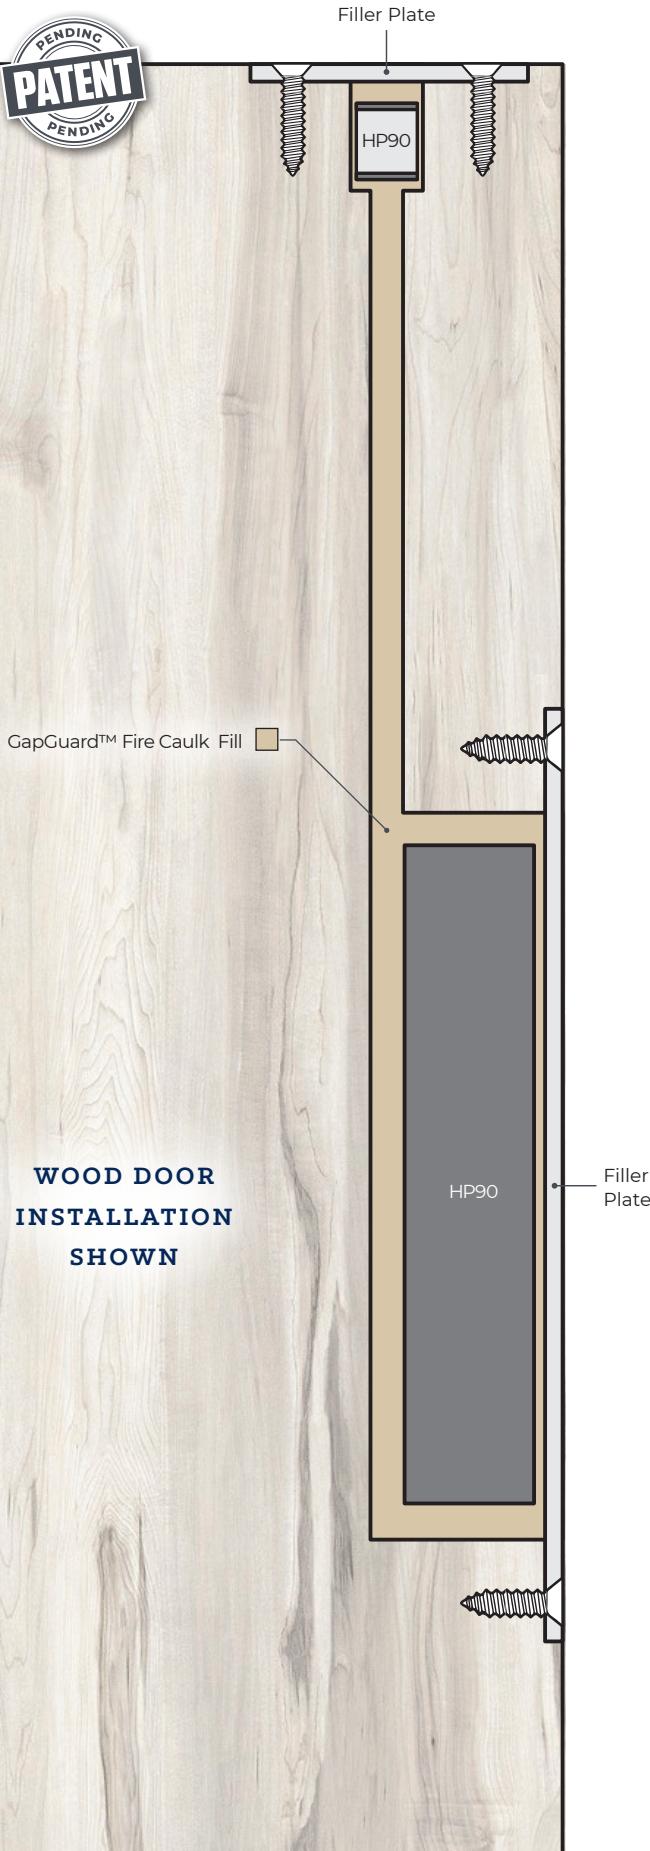 Filler Plate
PENDING
PATENT
PENDING
HP90
GapGuard™ Fire Caulk Fill
WOOD DOOR
INSTALLATION
SHOWN
HP90
Filler
Plate